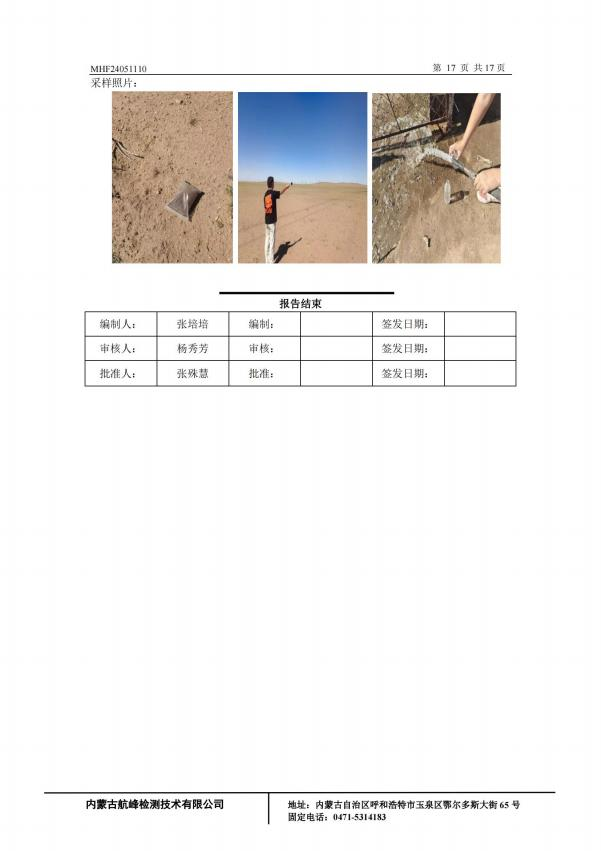 MHF24051110 第 17 页 共17页
采样照片：
报告结束
编制人： 张培培 编制： 签发日期：
审核人： 杨秀芳 审核： 签发日期：
批准人： 张殊慧 批准： 签发日期：
内蒙古航峰检测技术有限公司
地址：内蒙古自治区呼和浩特市玉泉区鄂尔多斯大街 65 号
固定电话：0471-5314183